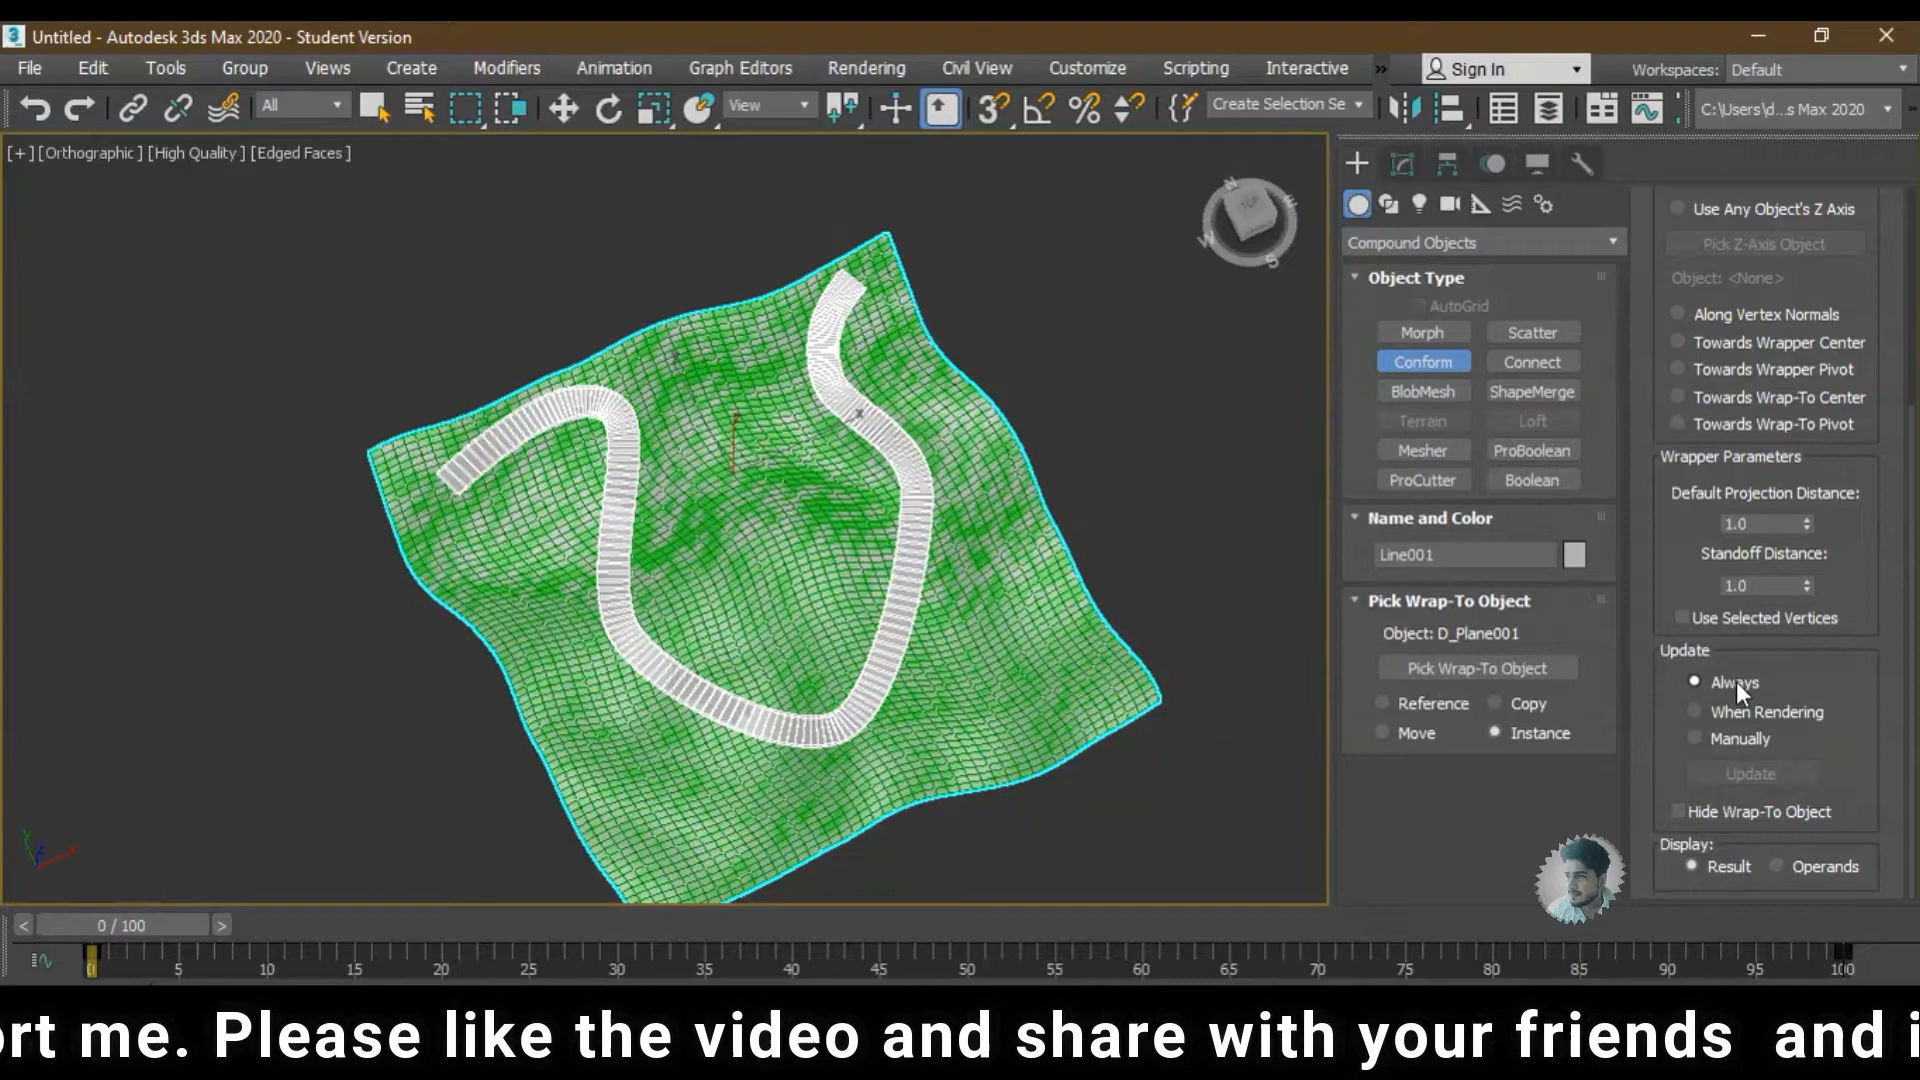 Untitled - Autodesk 3ds Max 2020 - Student Version
File Edit Tools Group Views Create Modifiers Animation Graph Editors Rendering Civil View Customize Scripting Interactive Sign In Workspaces: Default
All View 3 Create Selection Se C:\Users\d...s Max 2020
[+] [Orthographic ] [High Quality ] [Edged Faces ]
N
TOP
E
W
S
Compound Objects
Object Type
AutoGrid
Morph Scatter
Conform Connect
BlobMesh ShapeMerge
Terrain Loft
Mesher ProBoolean
ProCutter Boolean
Name and Color
Line001
Pick Wrap-To Object
Object: D_Plane001
Pick Wrap-To Object
Reference Copy
Move Instance
Use Any Object's Z Axis
Pick Z-Axis Object
Object: <None>
Along Vertex Normals
Towards Wrapper Center
Towards Wrapper Pivot
Towards Wrap-To Center
Towards Wrap-To Pivot
Wrapper Parameters
Default Projection Distance:
1.0
Standoff Distance:
1.0
Use Selected Vertices
Update
Always
When Rendering
Manually
Update
Hide Wrap-To Object
Display:
Result Operands
< 0 / 100 >
0 5 10 15 20 25 30 35 40 45 50 55 60 65 70 75 80 85 90 95 100
ort me. Please like the video and share with your friends and i